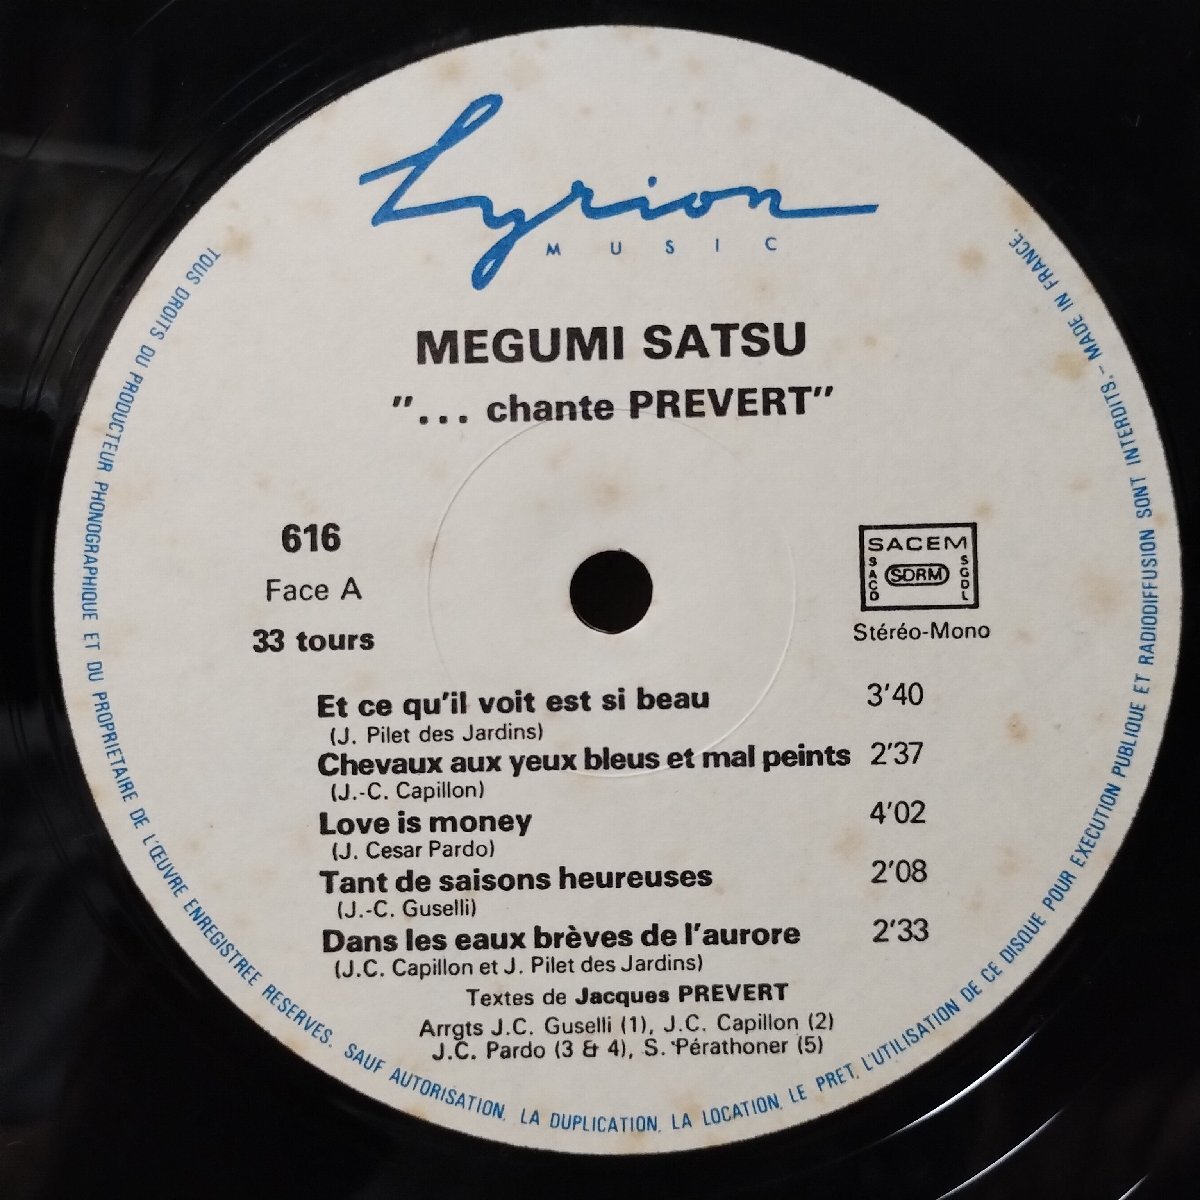 Lyrion
MUSIC
MEGUMI SATSU
"... chante PREVERT"
616
Face A
33 tours
SACEM
SACD
SDRM
SGDL
Stéréo-Mono
Et ce qu'il voit est si beau 3'40
(J. Pilet des Jardins)
Chevaux aux yeux bleus et mal peints 2'37
(J.-C. Capillon)
Love is money 4'02
(J. Cesar Pardo)
Tant de saisons heureuses 2'08
(J.-C. Guselli)
Dans les eaux brèves de l'aurore 2'33
(J.C. Capillon et J. Pilet des Jardins)
Textes de Jacques PREVERT
Arrgts J.C. Guselli (1), J.C. Capillon (2)
J.C. Pardo (3 & 4), S. Pérathoner (5)
TOUS DROITS DU PRODUCTEUR PHONOGRAPHIQUE ET DU PROPRIETAIRE DE L'ŒUVRE ENREGISTREE RESERVES. SAUF AUTORISATION, LA DUPLICATION, LA LOCATION, LE PRET, L'UTILISATION DE CE DISQUE POUR EXECUTION PUBLIQUE ET RADIODIFFUSION SONT INTERDITS. - MADE IN FRANCE.